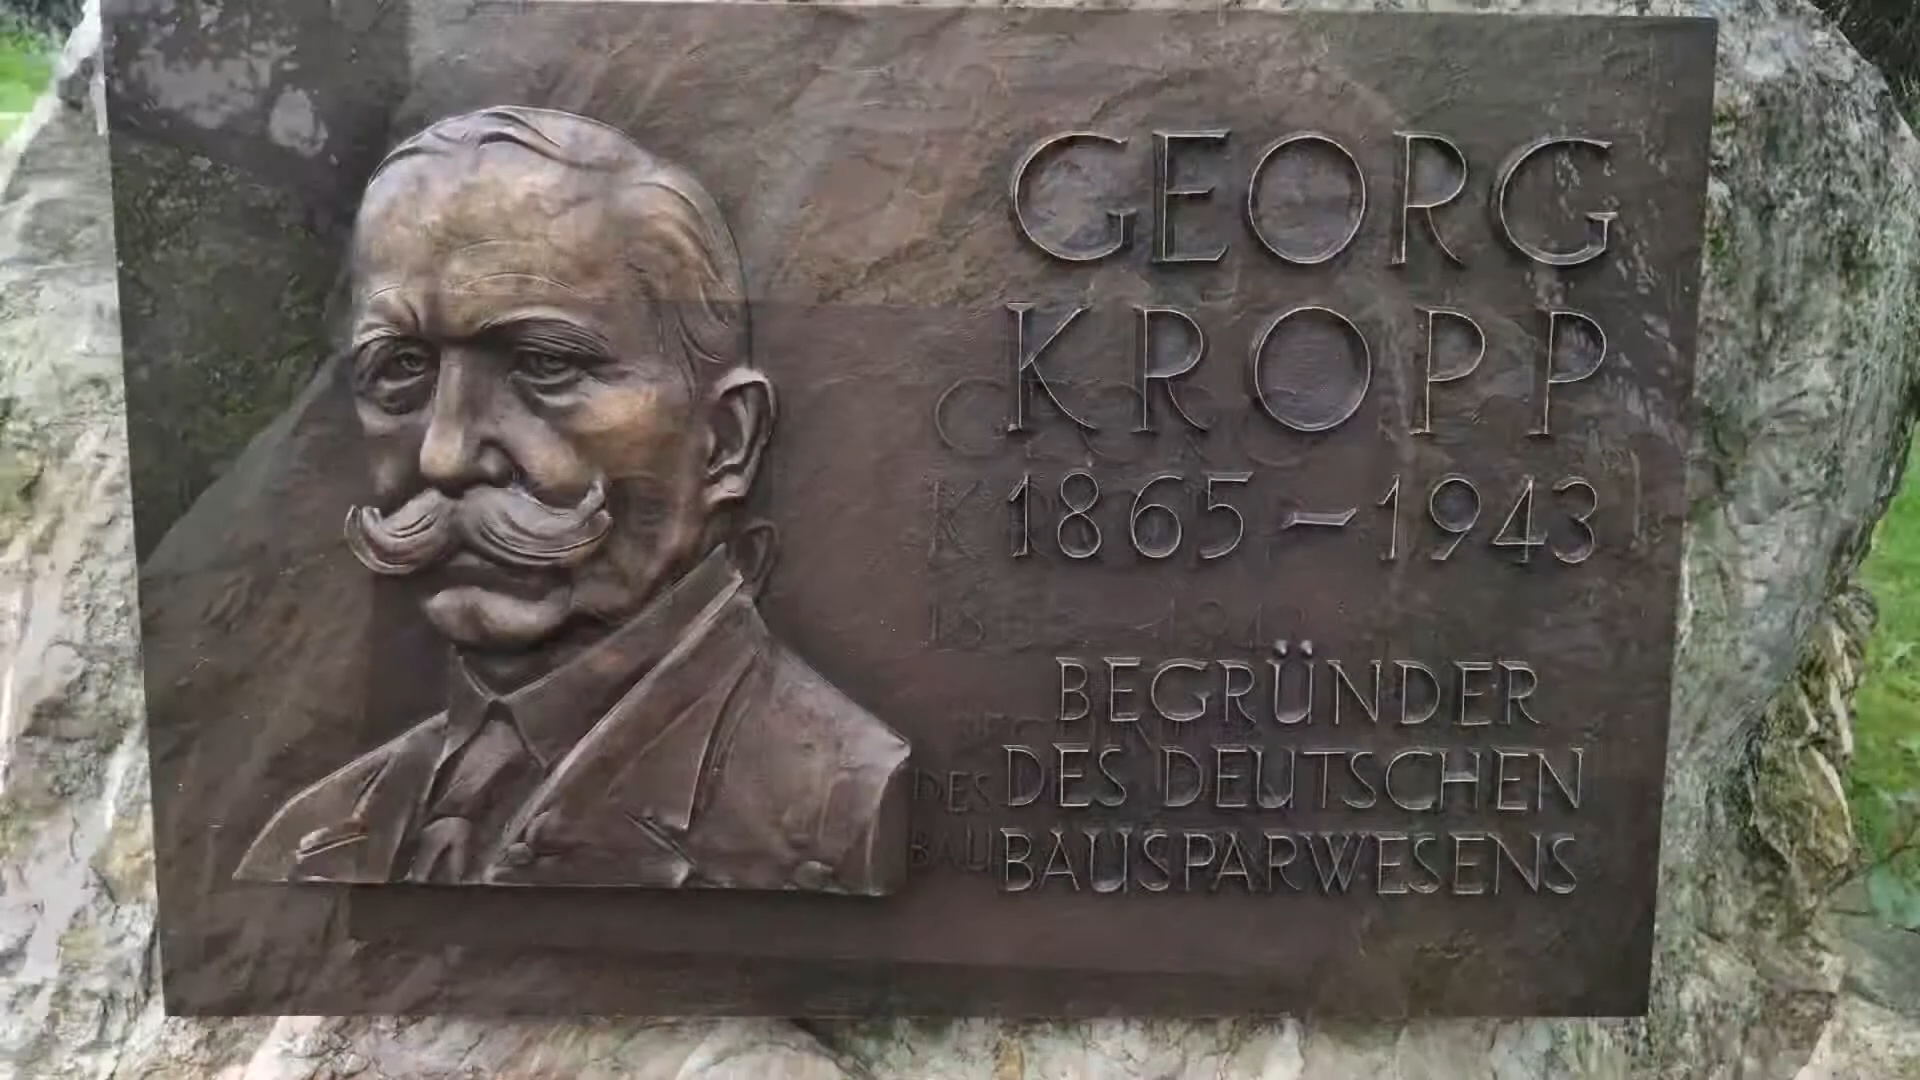 GEORG
KROPP
1865 – 1943
BEGRÜNDER
DES DEUTSCHEN
BAUSPARWESENS